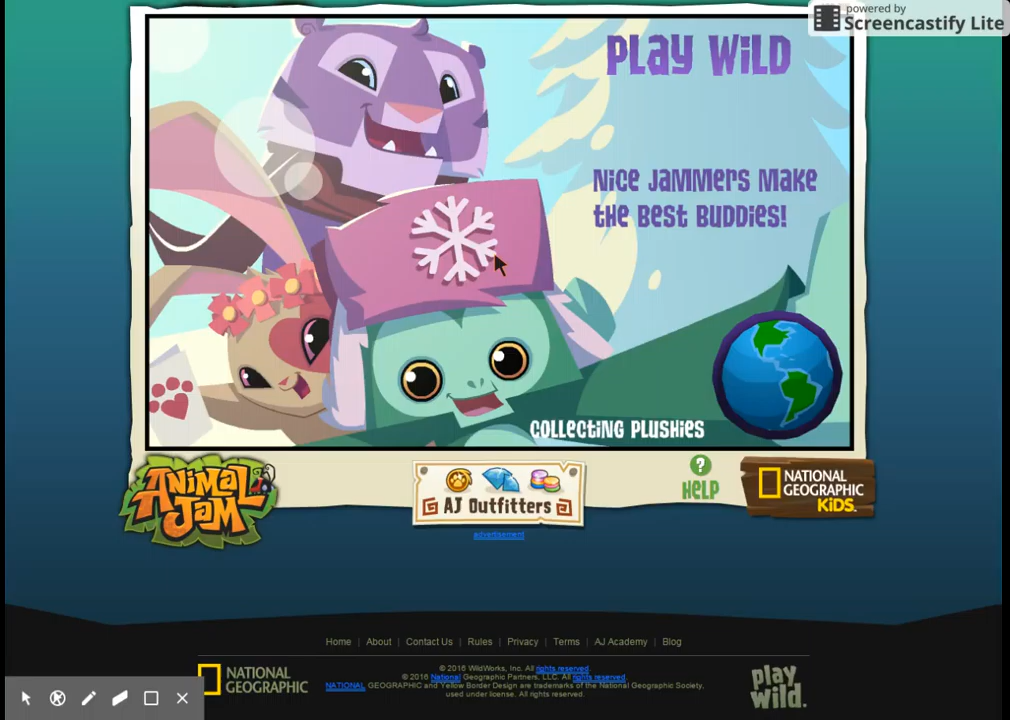 powered by
Screencastify Lite
PLAY WiLD
NiCE JAMMERS MAKE
tHE BEST BUDDiES!
COLLECtiNG PLUSHiES
ANiMAL
JAM
AJ Outfitters
advertisement
?
HELP
NATIONAL
GEOGRAPHIC
KiDS.
Home | About | Contact Us | Rules | Privacy | Terms | AJ Academy | Blog
NATIONAL
GEOGRAPHIC
© 2016 WildWorks, Inc. All rights reserved.
© 2016 National Geographic Partners, LLC. All rights reserved.
NATIONAL GEOGRAPHIC and Yellow Border Design are trademarks of the National Geographic Society,
used under license. All rights reserved.
play
wild.